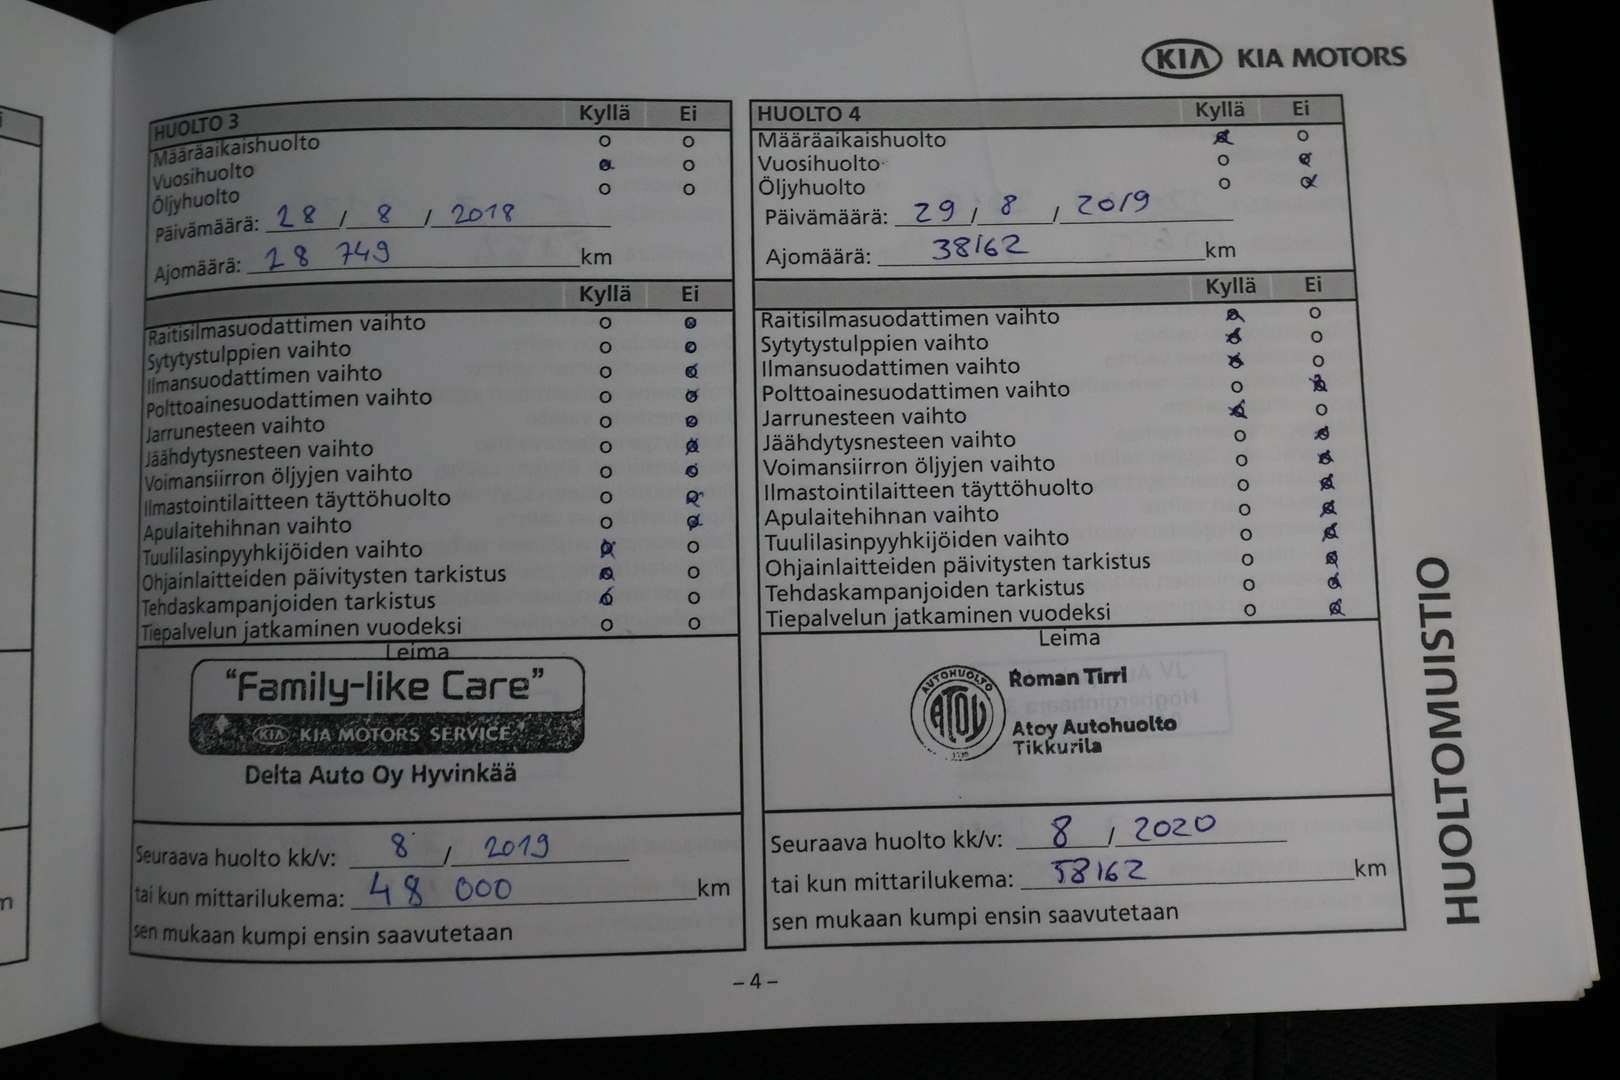 KIA KIA MOTORS
HUOLTO 3 Kyllä Ei
Määräaikaishuolto o o
Vuosihuolto o o
Öljyhuolto o o
Päivämäärä: 28 / 8 / 2018
Ajomäärä: 28 749 km
Kyllä Ei
Raitisilmasuodattimen vaihto o o
Sytytystulppien vaihto o o
Ilmansuodattimen vaihto o o
Polttoainesuodattimen vaihto o o
Jarrunesteen vaihto o o
Jäähdytysnesteen vaihto o o
Voimansiirron öljyjen vaihto o o
Ilmastointilaitteen täyttöhuolto o o
Apulaitehihnan vaihto o o
Tuulilasinpyyhkijöiden vaihto o o
Ohjainlaitteiden päivitysten tarkistus o o
Tehdaskampanjoiden tarkistus o o
Tiepalvelun jatkaminen vuodeksi o o
Leima
"Family-like Care"
KIA KIA MOTORS SERVICE
Delta Auto Oy Hyvinkää
Seuraava huolto kk/v: 8 / 2019
tai kun mittarilukema: 48 000 km
sen mukaan kumpi ensin saavutetaan
HUOLTO 4 Kyllä Ei
Määräaikaishuolto o o
Vuosihuolto o o
Öljyhuolto o o
Päivämäärä: 29 / 8 / 2019
Ajomäärä: 38162 km
Kyllä Ei
Raitisilmasuodattimen vaihto o o
Sytytystulppien vaihto o o
Ilmansuodattimen vaihto o o
Polttoainesuodattimen vaihto o o
Jarrunesteen vaihto o o
Jäähdytysnesteen vaihto o o
Voimansiirron öljyjen vaihto o o
Ilmastointilaitteen täyttöhuolto o o
Apulaitehihnan vaihto o o
Tuulilasinpyyhkijöiden vaihto o o
Ohjainlaitteiden päivitysten tarkistus o o
Tehdaskampanjoiden tarkistus o o
Tiepalvelun jatkaminen vuodeksi o o
Leima
AUTOHUOLTO
ATOY
Roman Tirri
Atoy Autohuolto
Tikkurila
Seuraava huolto kk/v: 8 / 2020
tai kun mittarilukema: 58162 km
sen mukaan kumpi ensin saavutetaan
HUOLTOMUISTIO
- 4 -